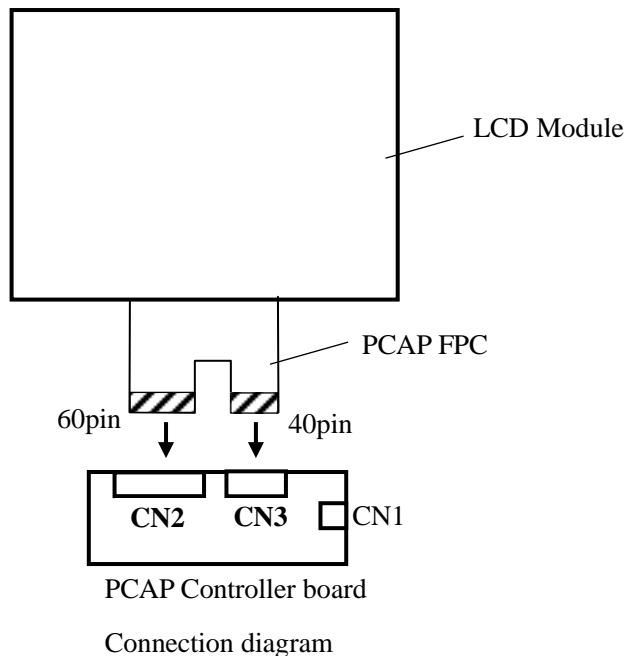 LCD Module
PCAP FPC
60pin
40pin
CN2
CN3
CN1
PCAP Controller board
Connection diagram